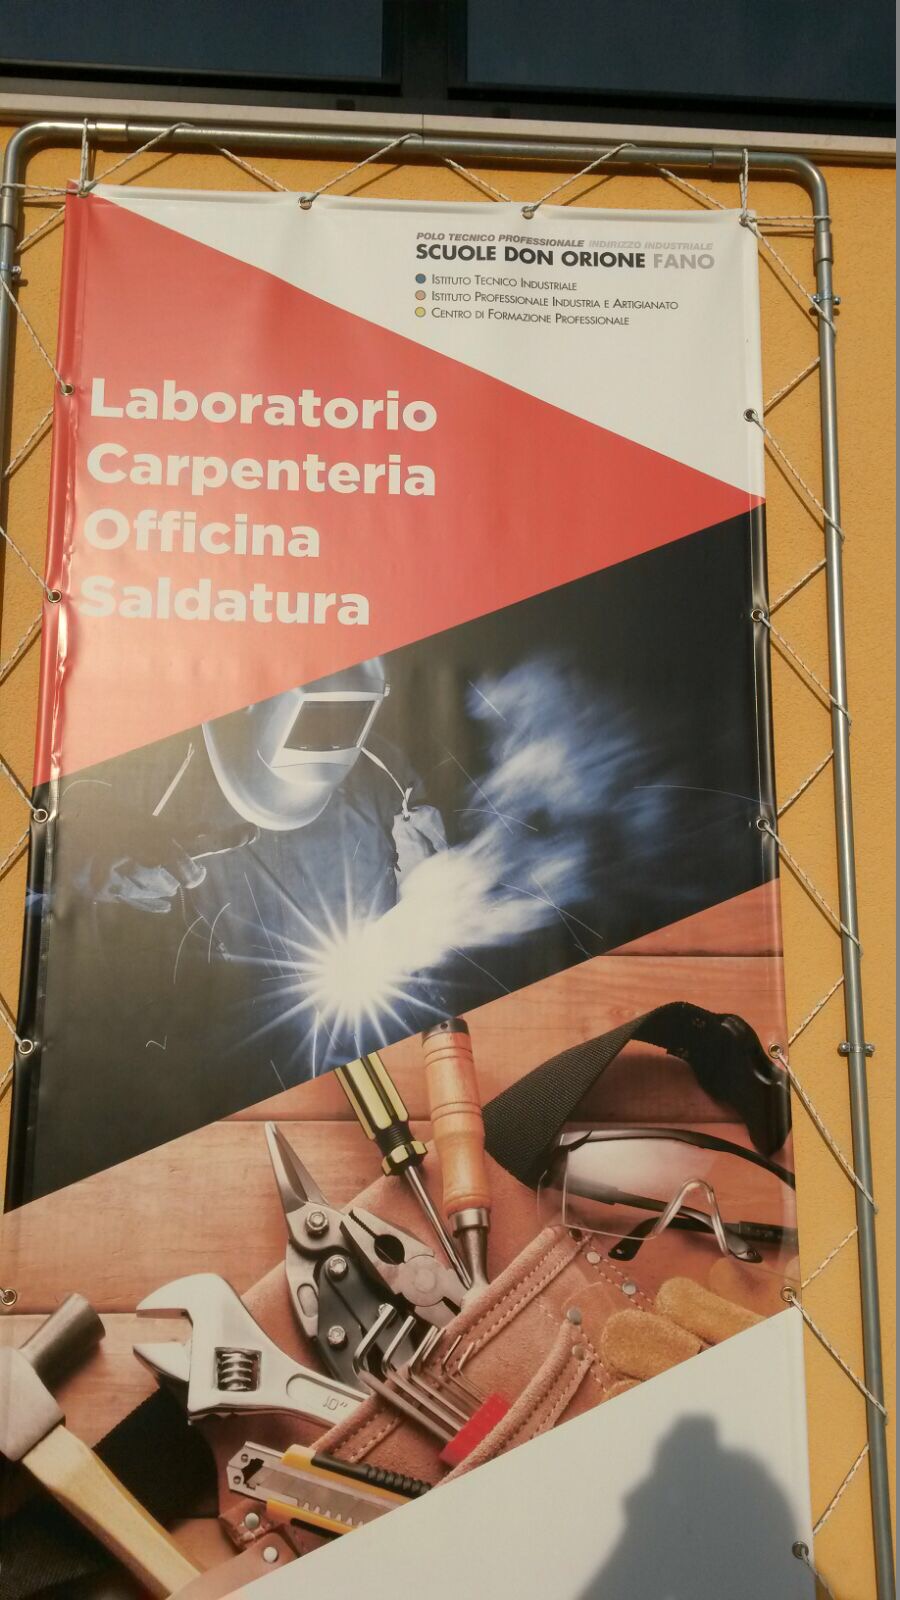 POLO TECNICO PROFESSIONALE INDIRIZZO INDUSTRIALE
SCUOLE DON ORIONE FANO
ISTITUTO TECNICO INDUSTRIALE
ISTITUTO PROFESSIONALE INDUSTRIA E ARTIGIANATO
CENTRO DI FORMAZIONE PROFESSIONALE
Laboratorio
Carpenteria
Officina
Saldatura
10"